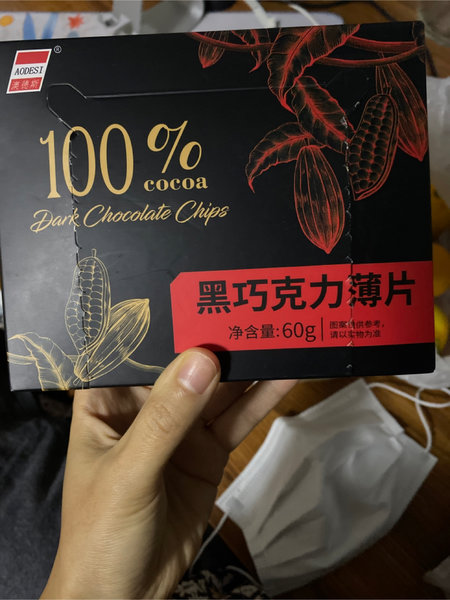 AODESI
®
澳德斯
100%
cocoa
Dark Chocolate Chips
黑巧克力薄片
净含量:60g
图案提供参考，
请以实物为准